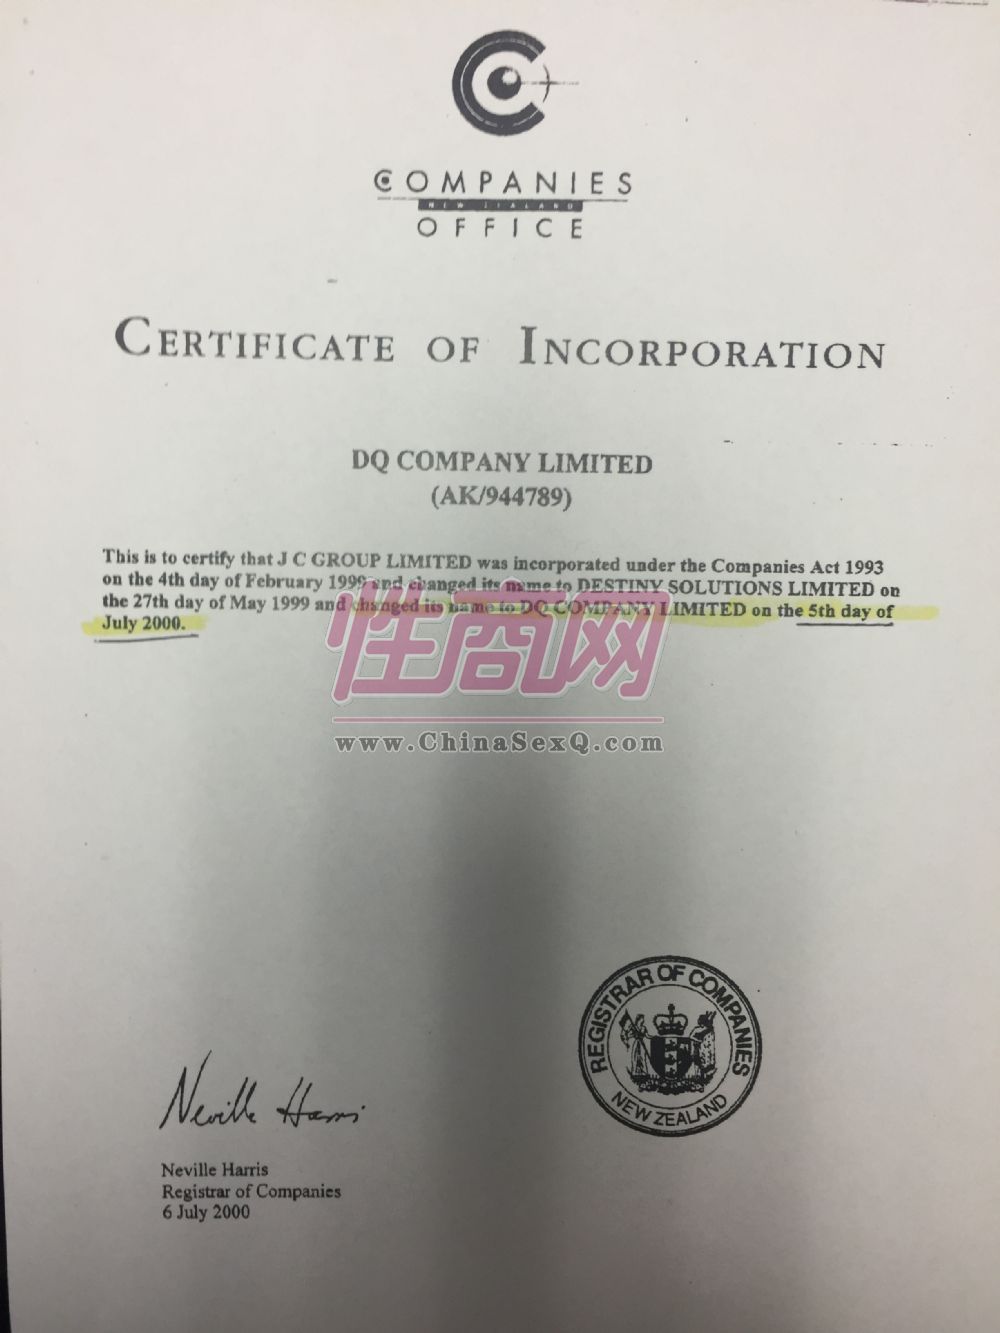 COMPANIES
NEW ZEALAND
OFFICE
CERTIFICATE OF INCORPORATION
DQ COMPANY LIMITED
(AK/944789)
This is to certify that J C GROUP LIMITED was incorporated under the Companies Act 1993
on the 4th day of February 1999 and changed its name to DESTINY SOLUTIONS LIMITED on
the 27th day of May 1999 and changed its name to DQ COMPANY LIMITED on the 5th day of
July 2000.
性商网
www.ChinaSexQ.com
REGISTRAR OF COMPANIES
NEW ZEALAND
Neville Harris
Neville Harris
Registrar of Companies
6 July 2000